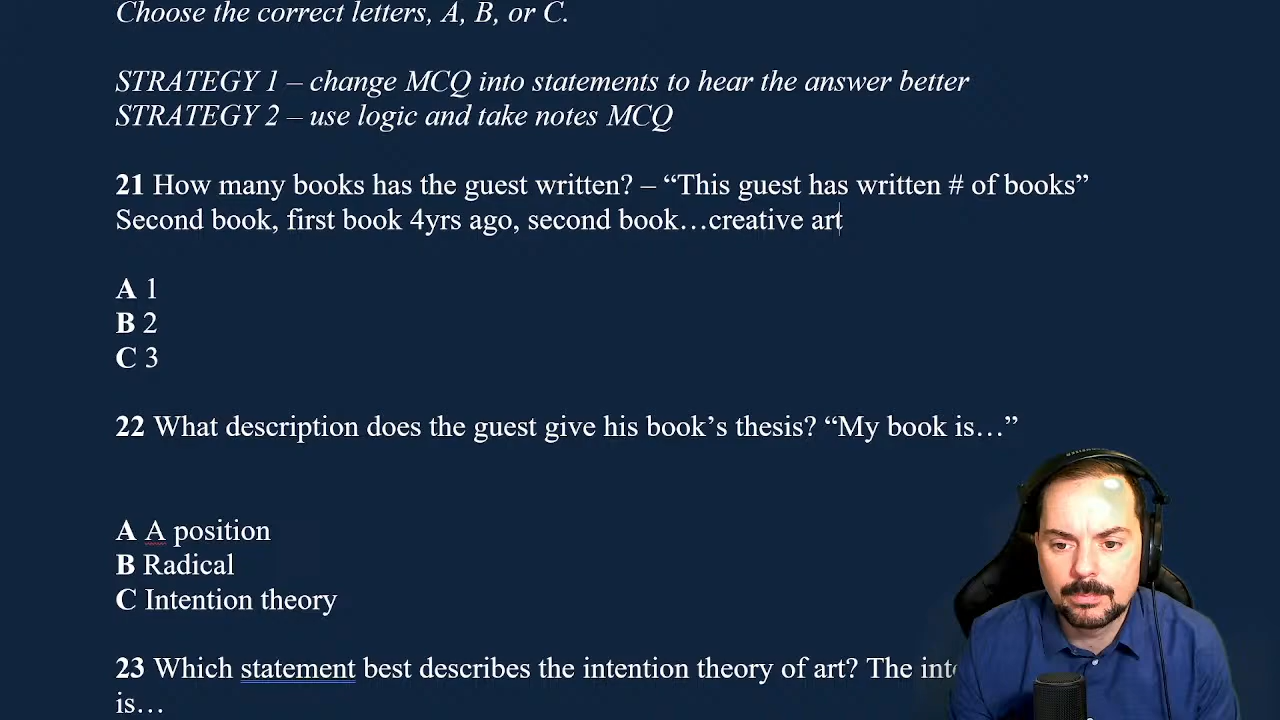 Choose the correct letters, A, B, or C.
STRATEGY 1 – change MCQ into statements to hear the answer better
STRATEGY 2 – use logic and take notes MCQ
21 How many books has the guest written? – “This guest has written # of books”
Second book, first book 4yrs ago, second book…creative art
A 1
B 2
C 3
22 What description does the guest give his book’s thesis? “My book is…”
A A position
B Radical
C Intention theory
23 Which statement best describes the intention theory of art? The
is…